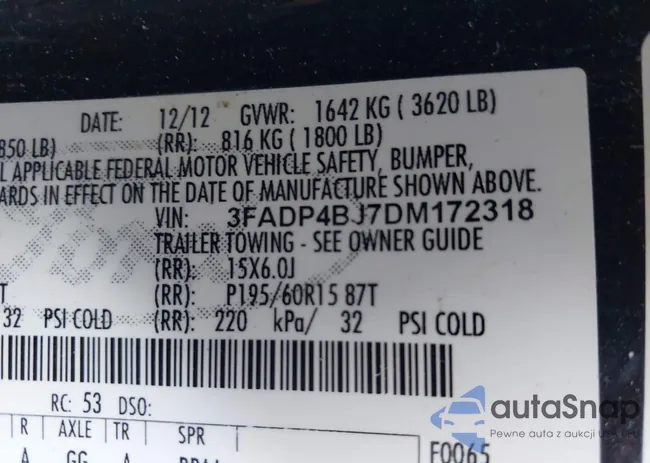 DATE: 12/12 GVWR: 1642 KG ( 3620 LB)
850 LB) (RR): 816 KG ( 1800 LB)
L APPLICABLE FEDERAL MOTOR VEHICLE SAFETY, BUMPER,
ARDS IN EFFECT ON THE DATE OF MANUFACTURE SHOWN ABOVE.
VIN: 3FADP4BJ7DM172318
TRAILER TOWING - SEE OWNER GUIDE
(RR): 15X6.0J
T (RR): P195/60R15 87T
32 PSI COLD (RR): 220 kPa/ 32 PSI COLD
RC: 53 DSO:
R AXLE TR SPR F0065
A GG A
autaSnap
Pewne auta z aukcji USA i EU